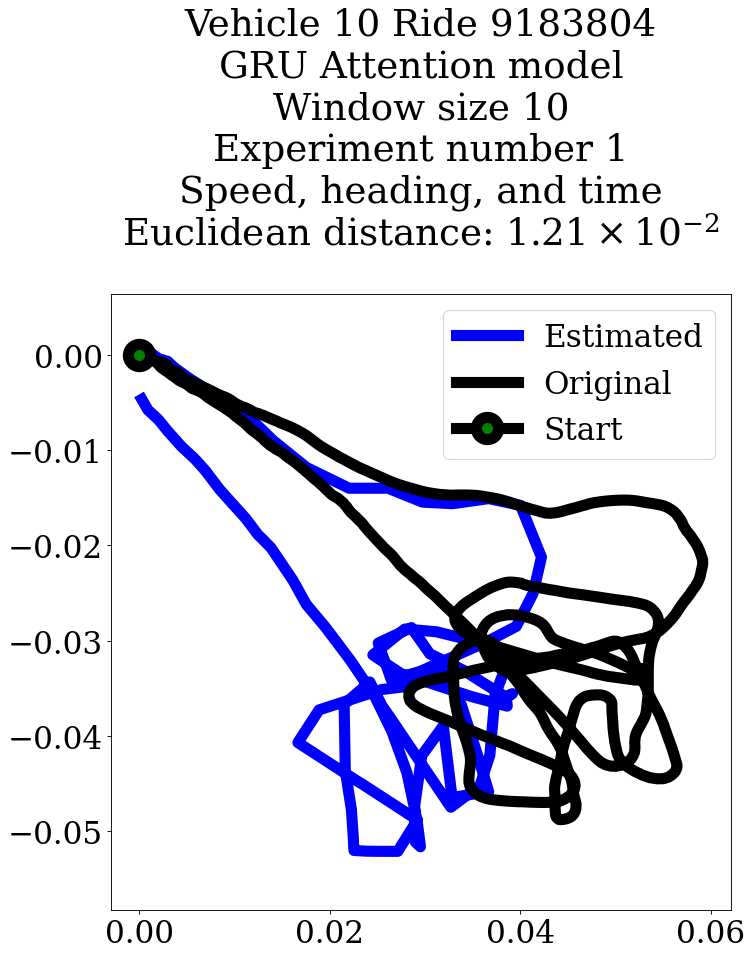 Vehicle 10 Ride 9183804
GRU Attention model
Window size 10
Experiment number 1
Speed, heading, and time
Euclidean distance: 1.21 × 10⁻²
Estimated
Original
Start
0.00
−0.01
−0.02
−0.03
−0.04
−0.05
0.00 0.02 0.04 0.06